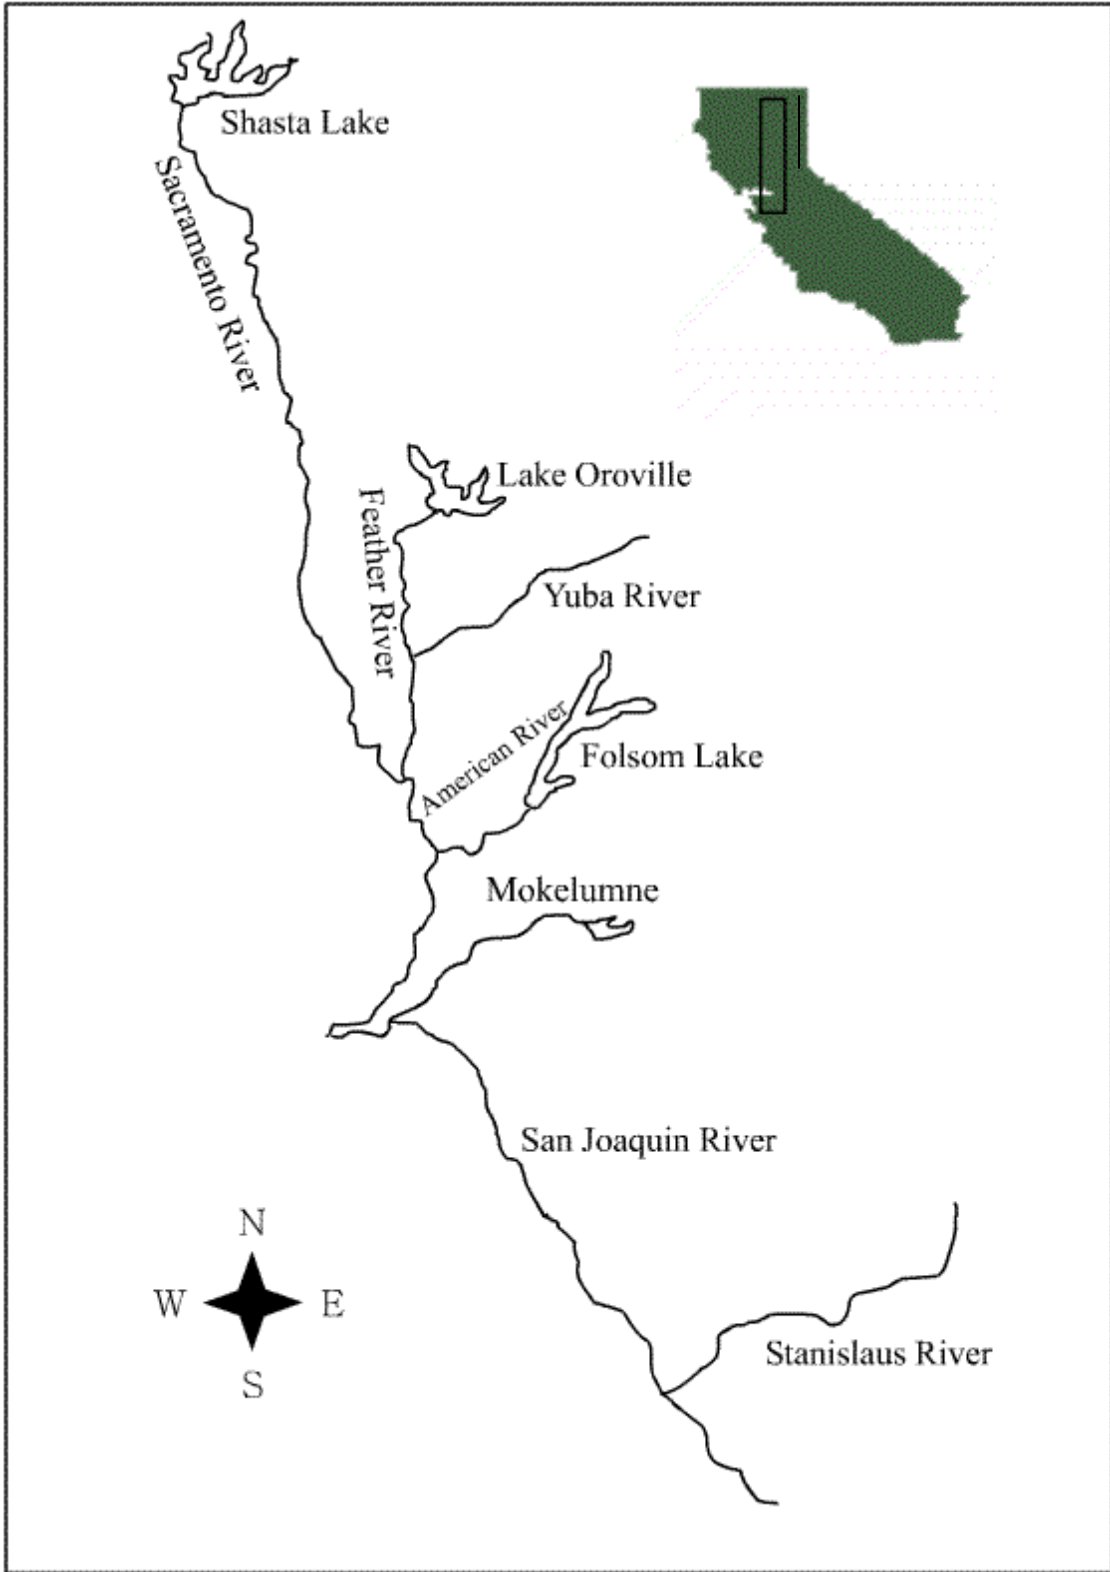 Shasta Lake
Sacramento River
Lake Oroville
Feather River
Yuba River
American River
Folsom Lake
Mokelumne
San Joaquin River
N
W
E
S
Stanislaus River